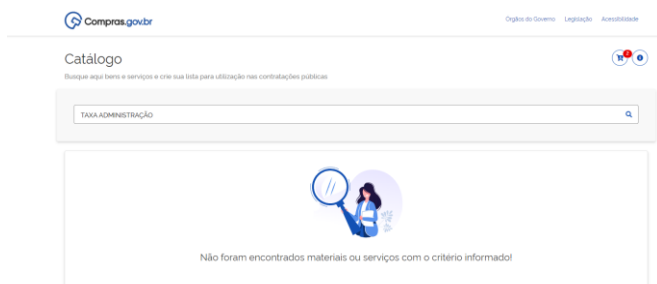 Compras.gov.br
Órgãos do Governo Legislação Acessibilidade
Catálogo
2
Busque aqui bens e serviços e crie sua lista para utilização nas contratações públicas
TAXA ADMINISTRAÇÃO
Não foram encontrados materiais ou serviços com o critério informado!